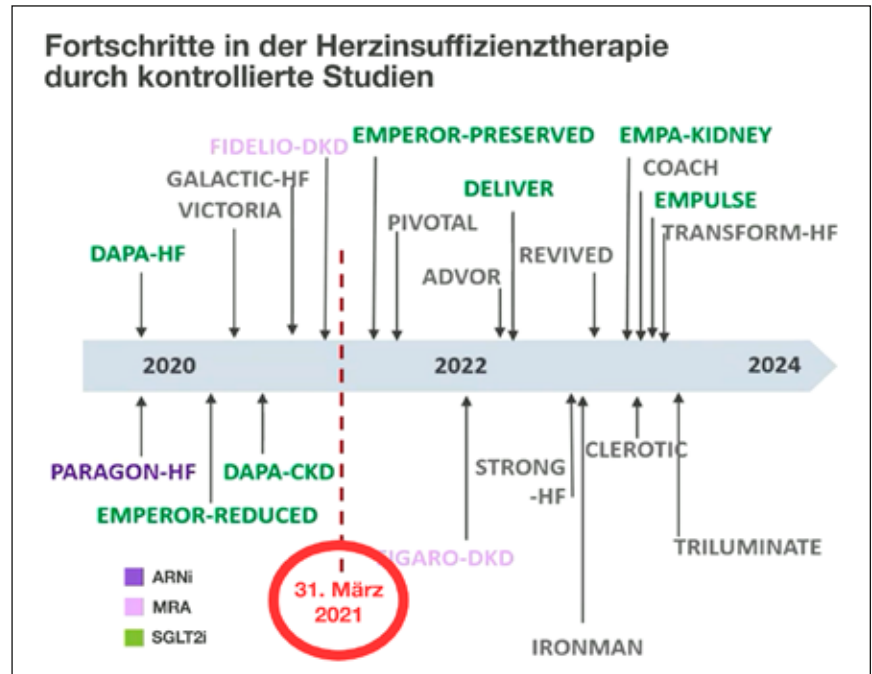 Fortschritte in der Herzinsuffizienztherapie
durch kontrollierte Studien
FIDELIO-DKD
EMPEROR-PRESERVED
EMPA-KIDNEY
GALACTIC-HF
COACH
VICTORIA
DELIVER
EMPULSE
PIVOTAL
TRANSFORM-HF
DAPA-HF
ADVOR
REVIVED
2020
2022
2024
PARAGON-HF
DAPA-CKD
STRONG
-HF
CLEROTIC
EMPEROR-REDUCED
IGARO-DKD
TRILUMINATE
ARNi
MRA
SGLT2i
31. März
2021
IRONMAN